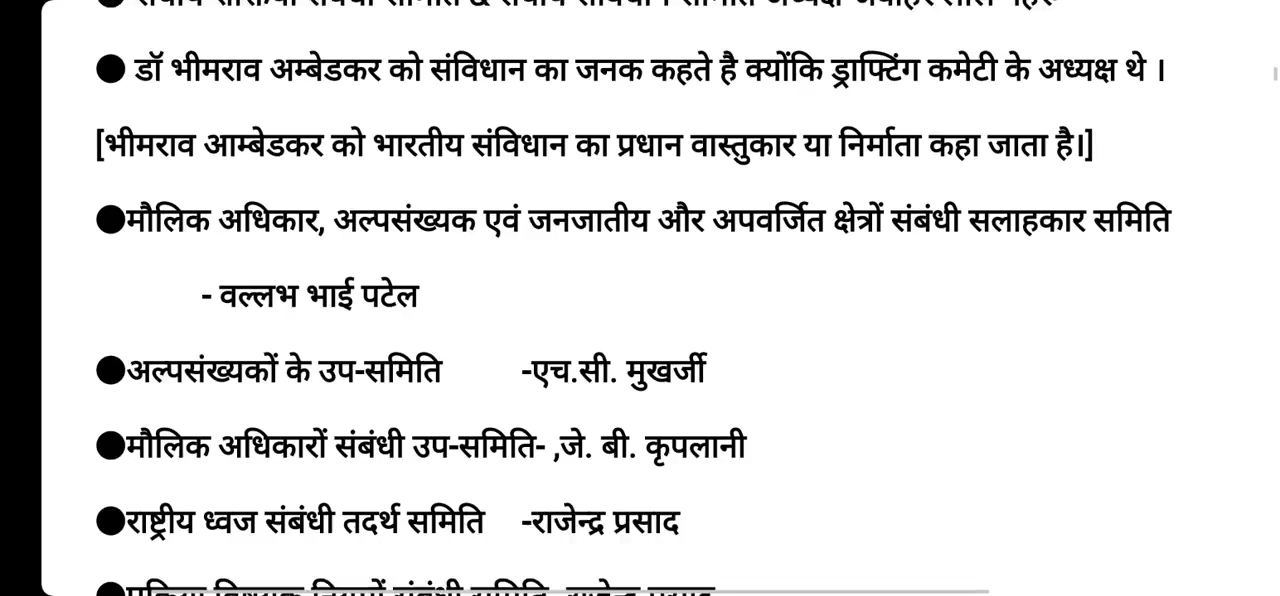 ● डॉ भीमराव अम्बेडकर को संविधान का जनक कहते है क्योंकि ड्राफ्टिंग कमेटी के अध्यक्ष थे ।
[भीमराव आम्बेडकर को भारतीय संविधान का प्रधान वास्तुकार या निर्माता कहा जाता है।]
●मौलिक अधिकार, अल्पसंख्यक एवं जनजातीय और अपवर्जित क्षेत्रों संबंधी सलाहकार समिति
- वल्लभ भाई पटेल
●अल्पसंख्यकों के उप-समिति -एच.सी. मुखर्जी
●मौलिक अधिकारों संबंधी उप-समिति- ,जे. बी. कृपलानी
●राष्ट्रीय ध्वज संबंधी तदर्थ समिति -राजेन्द्र प्रसाद